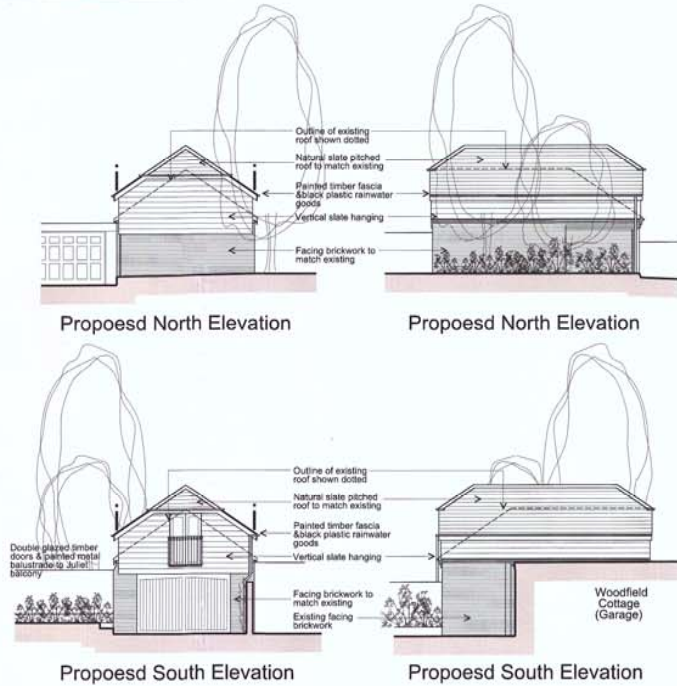 Outline of existing
roof shown dotted
Natural slate pitched
roof to match existing
Painted timber fascia
&black plastic rainwater
goods
Vertical slate hanging
Facing brickwork to
match existing
Propoesd North Elevation
Propoesd North Elevation
Outline of existing
roof shown dotted
Natural slate pitched
roof to match existing
Painted timber fascia
&black plastic rainwater
goods
Double glazed timber
doors & painted metal
balustrade to Juliet
balcony
Vertical slate hanging
Facing brickwork to
match existing
Existing facing
brickwork
Woodfield
Cottage
(Garage)
Propoesd South Elevation
Propoesd South Elevation